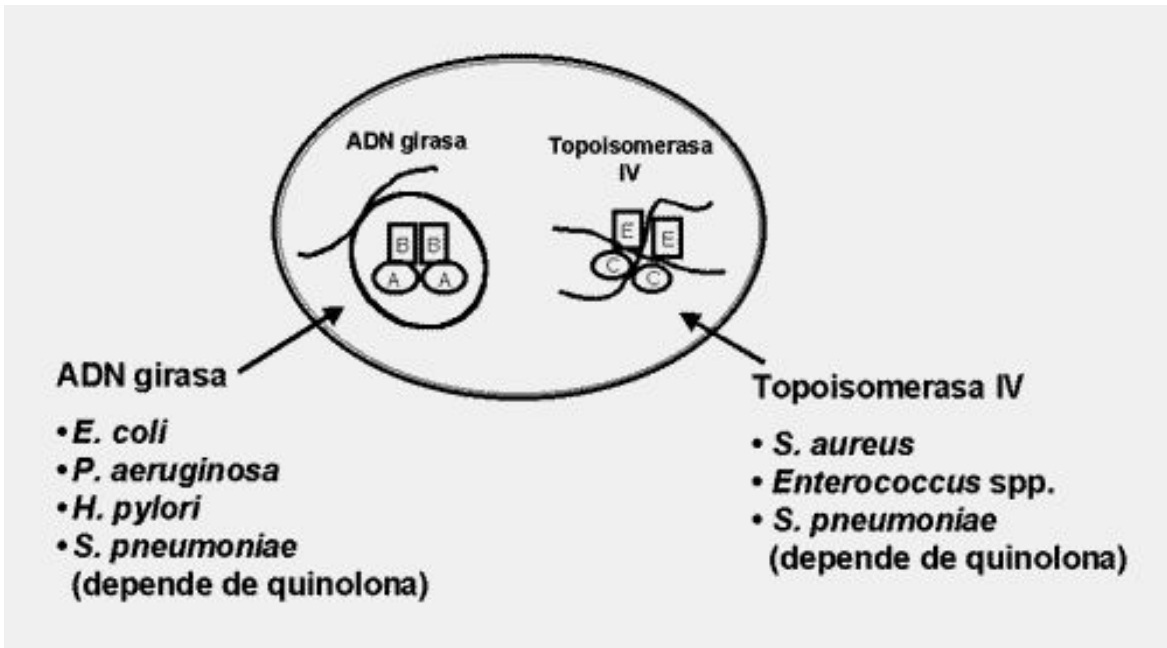 ADN girasa
Topoisomerasa
IV
B B
A A
E E
C C
ADN girasa
• E. coli
• P. aeruginosa
• H. pylori
• S. pneumoniae
(depende de quinolona)
Topoisomerasa IV
• S. aureus
• Enterococcus spp.
• S. pneumoniae
(depende de quinolona)